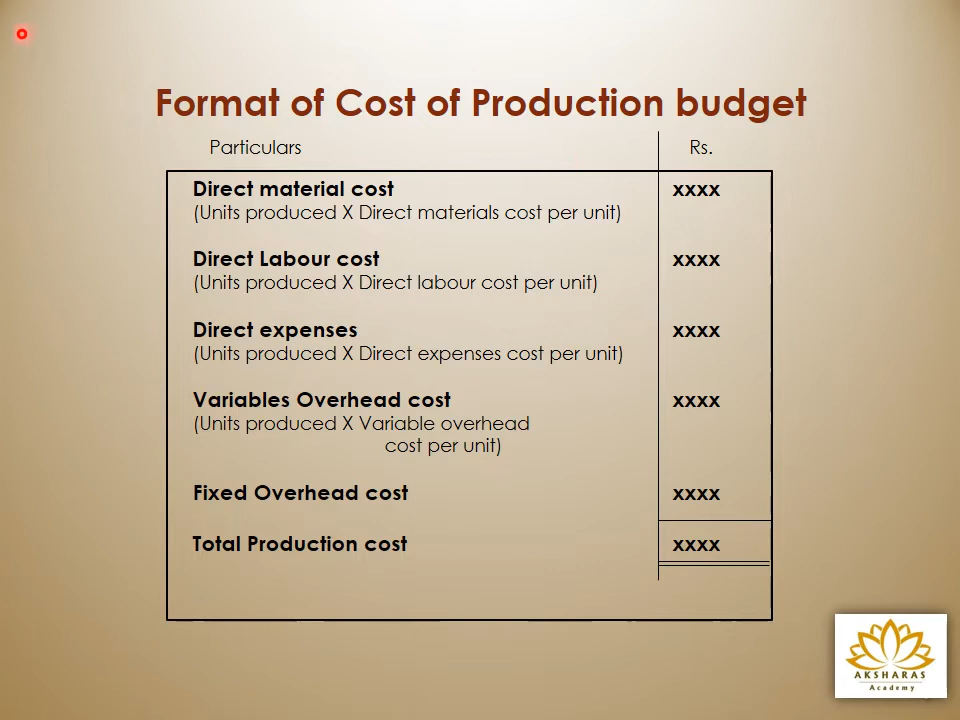 Format of Cost of Production budget
Particulars Rs.
Direct material cost xxxx
(Units produced X Direct materials cost per unit)
Direct Labour cost xxxx
(Units produced X Direct labour cost per unit)
Direct expenses xxxx
(Units produced X Direct expenses cost per unit)
Variables Overhead cost xxxx
(Units produced X Variable overhead
cost per unit)
Fixed Overhead cost xxxx
Total Production cost xxxx
AKSHARAS
Academy